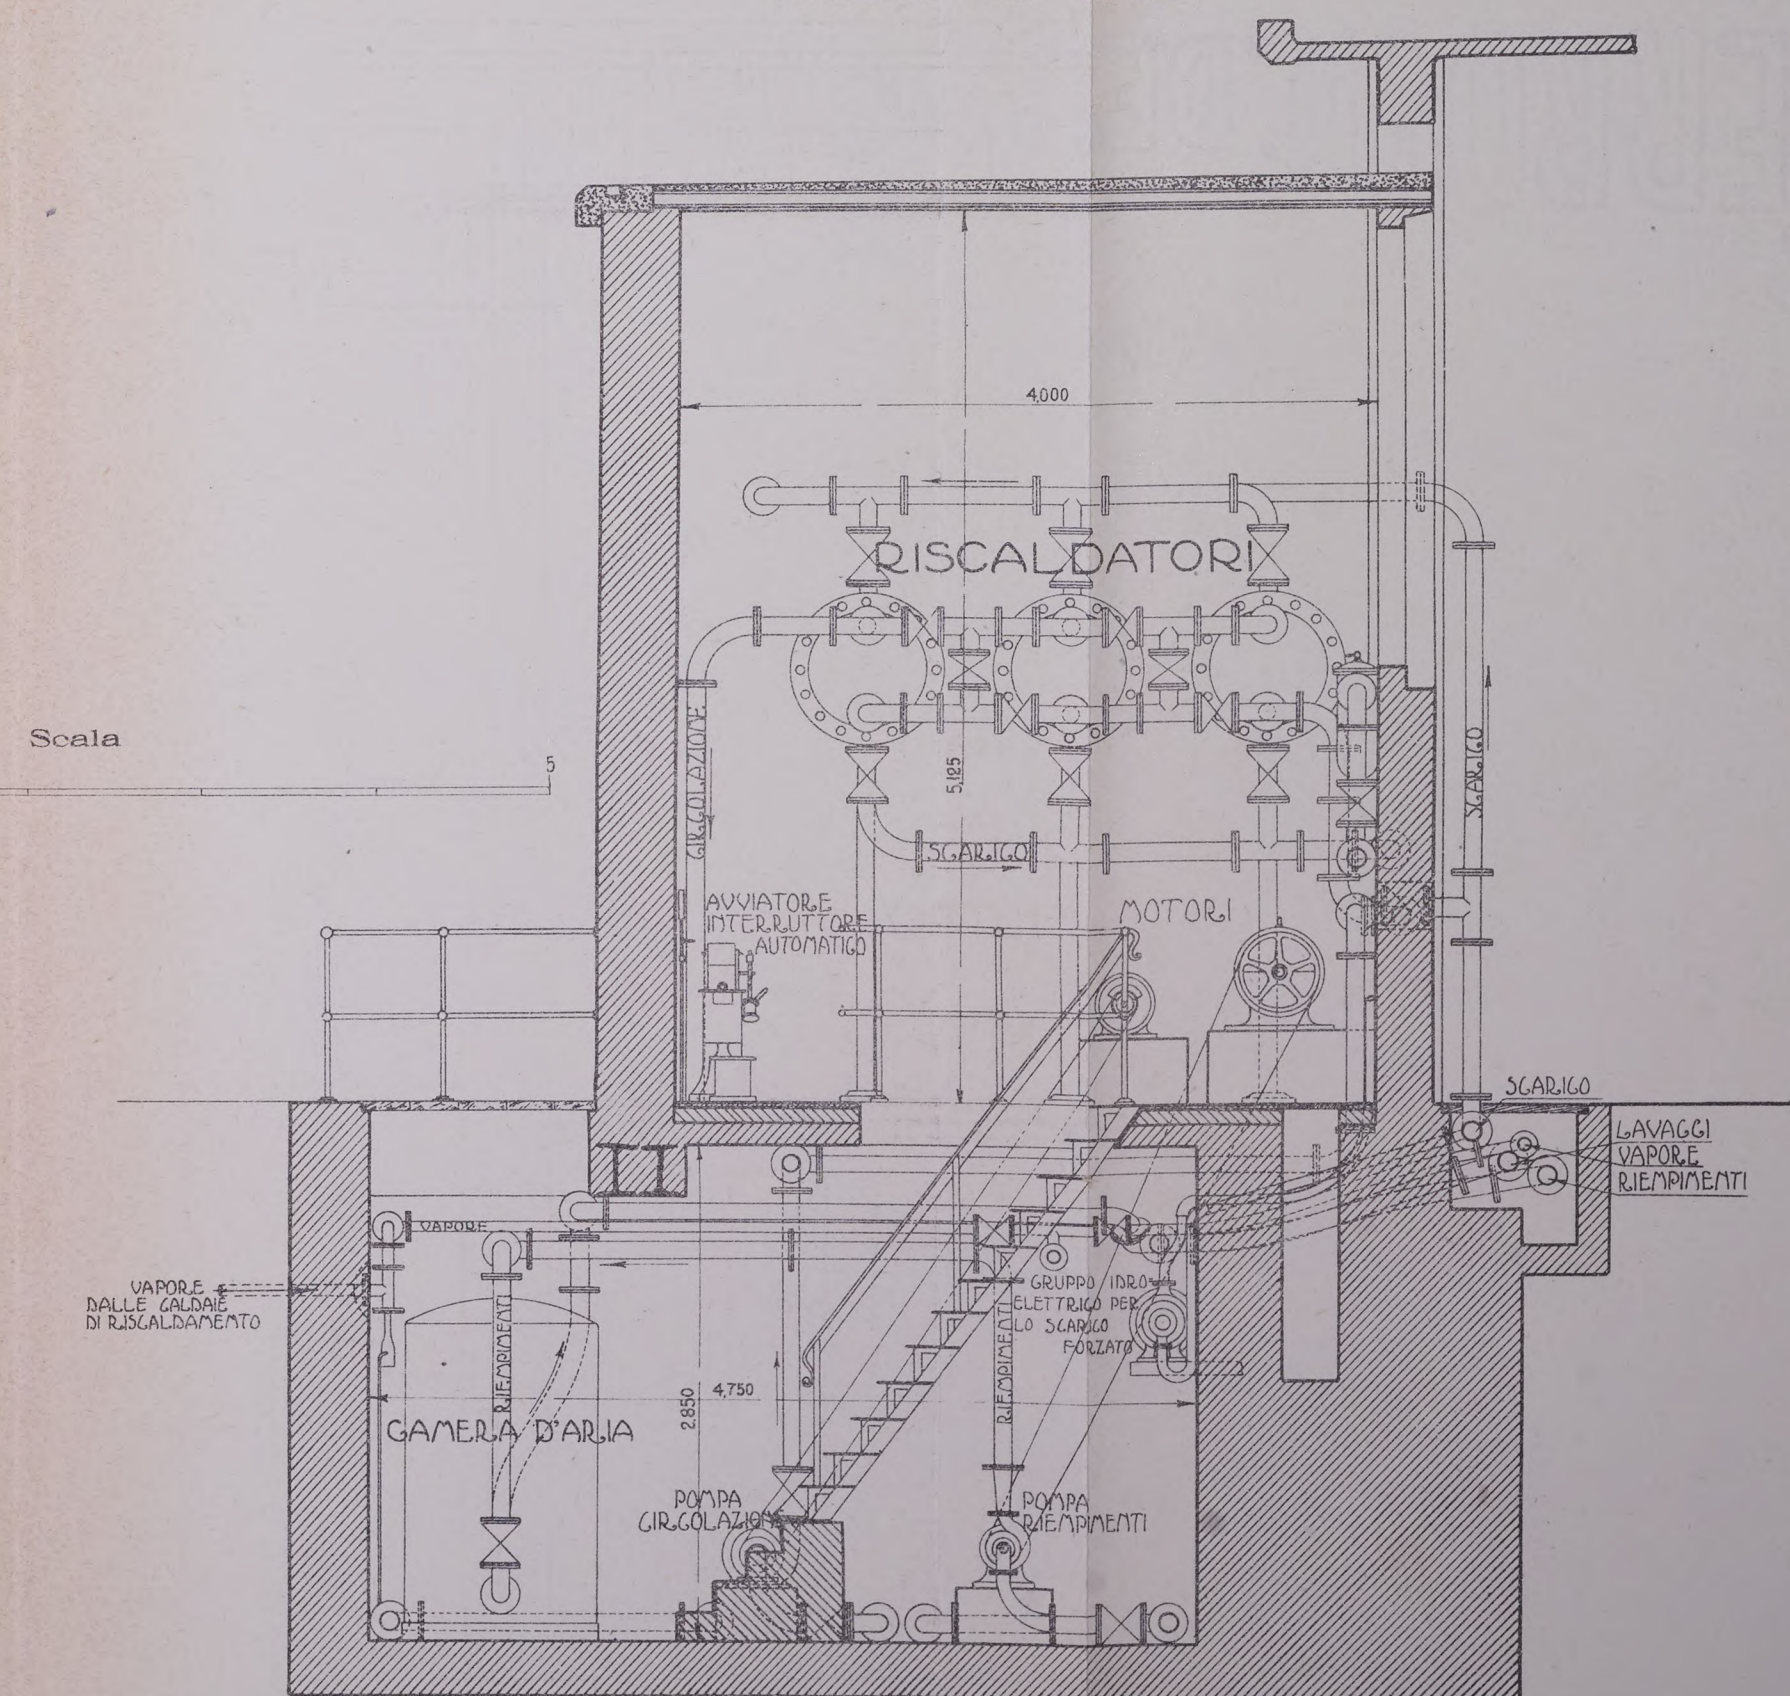 4,000
RISCALDATORI
Scala
5
CIRCOLAZIONE
5,125
SCARICO
SCARICO
AVVIATORE
INTERRUTTORE
AUTOMATICO
MOTORI
SCARICO
LAVAGGI
VAPORE
RIEMPIMENTI
VAPORE
VAPORE
DALLE CALDAIE
DI RISCALDAMENTO
RIEMPIMENTI
GRUPPO IDRO-
ELETTRICO PER
LO SCARICO
FORZATO
RIEMPIMENTI
4,750
2,850
CAMERA D'ARIA
POMPA
CIRCOLAZIONE
POMPA
RIEMPIMENTI